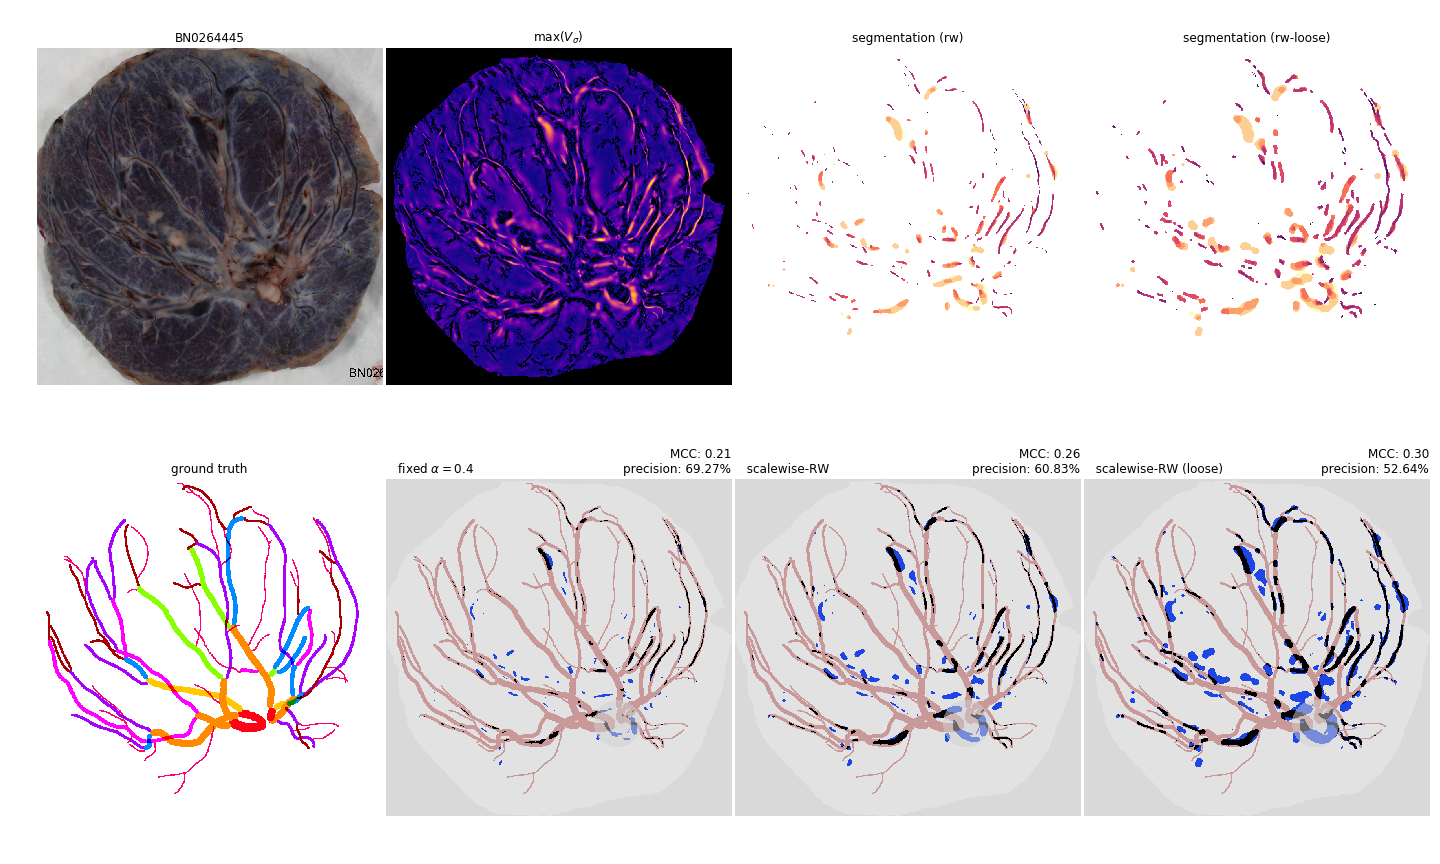 BN0264445
max(V_σ)
segmentation (rw)
segmentation (rw-loose)
BN026
ground truth
fixed α = 0.4
MCC: 0.21
precision: 69.27%
scalewise-RW
MCC: 0.26
precision: 60.83%
scalewise-RW (loose)
MCC: 0.30
precision: 52.64%